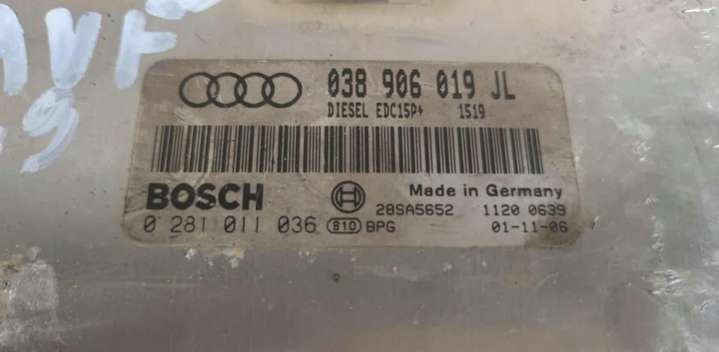 038 906 019 JL
DIESEL EDC15P+ 1519
BOSCH
Made in Germany
0 281 011 036 810 BPG
28SA5652 1120 0639
01-11-06